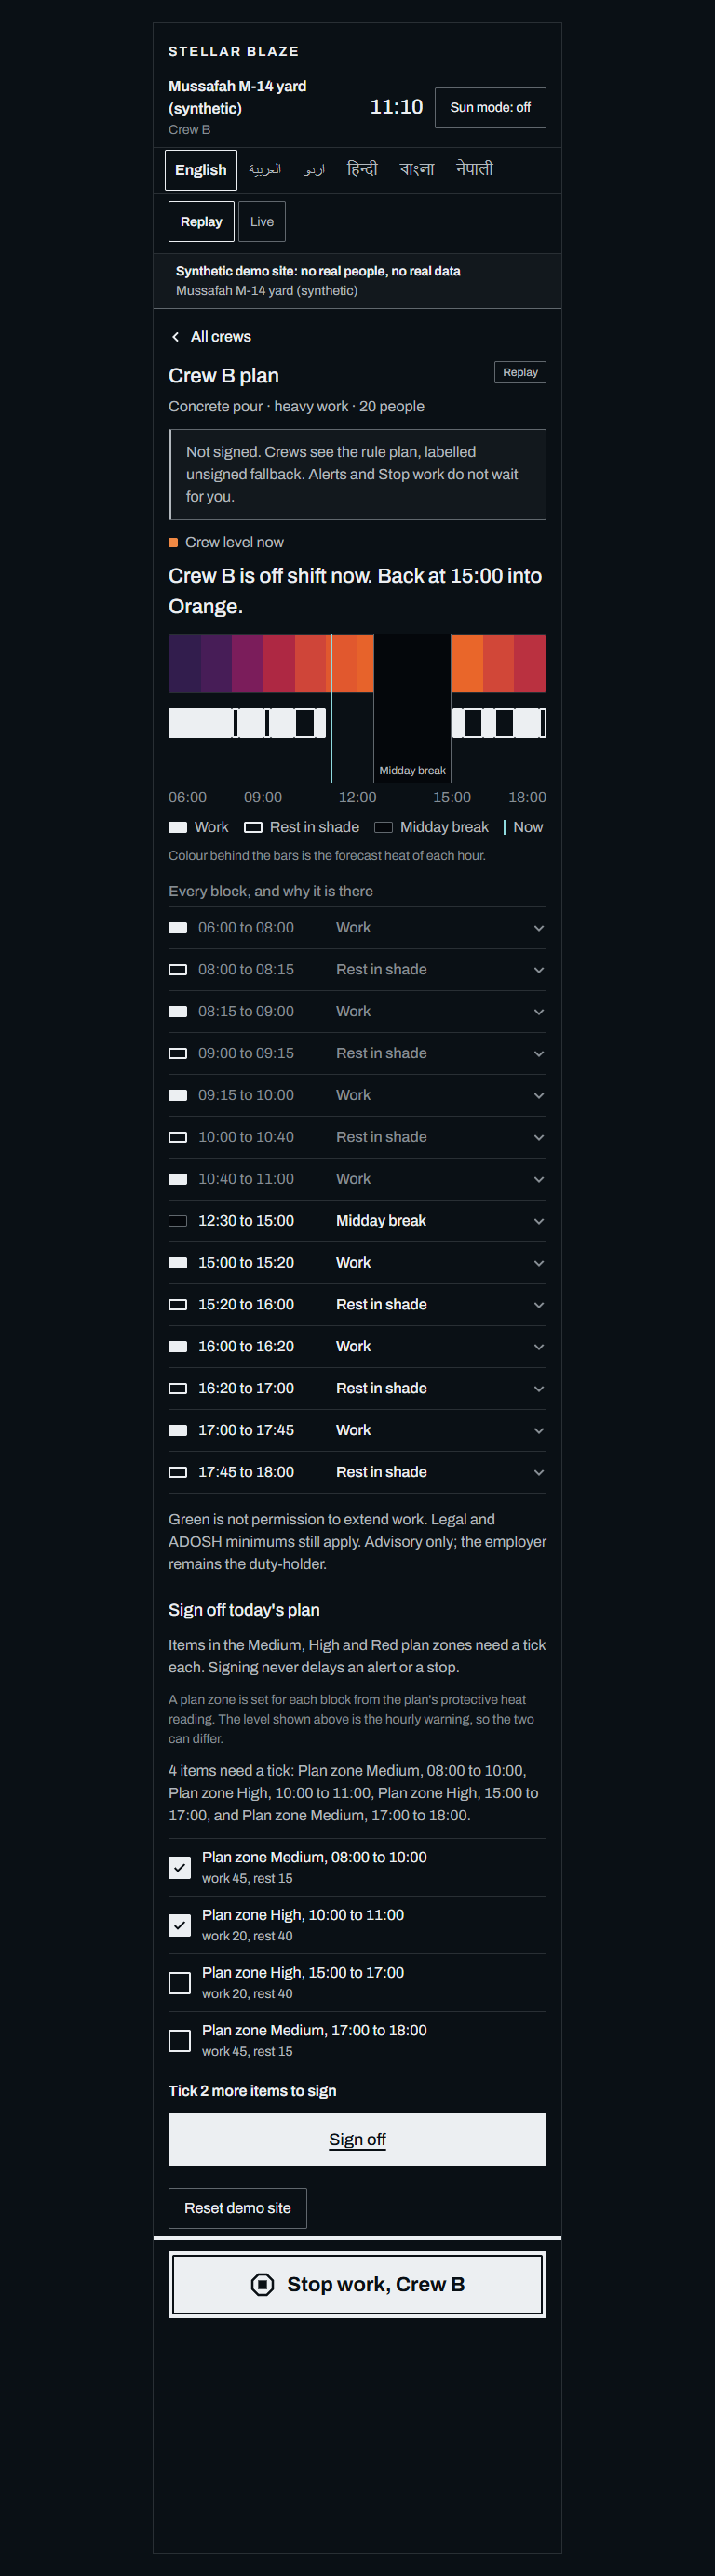 STELLAR BLAZE
Mussafah M-14 yard
(synthetic)
Crew B
11:10
Sun mode: off
English
العربية
اردو
हिन्दी
বাংলা
नेपाली
Replay
Live
Synthetic demo site: no real people, no real data
Mussafah M-14 yard (synthetic)
All crews
Crew B plan
Replay
Concrete pour · heavy work · 20 people
Not signed. Crews see the rule plan, labelled
unsigned fallback. Alerts and Stop work do not wait
for you.
Crew level now
Crew B is off shift now. Back at 15:00 into
Orange.
Midday break
06:00 09:00 12:00 15:00 18:00
Work Rest in shade Midday break Now
Colour behind the bars is the forecast heat of each hour.
Every block, and why it is there
06:00 to 08:00 Work
08:00 to 08:15 Rest in shade
08:15 to 09:00 Work
09:00 to 09:15 Rest in shade
09:15 to 10:00 Work
10:00 to 10:40 Rest in shade
10:40 to 11:00 Work
12:30 to 15:00 Midday break
15:00 to 15:20 Work
15:20 to 16:00 Rest in shade
16:00 to 16:20 Work
16:20 to 17:00 Rest in shade
17:00 to 17:45 Work
17:45 to 18:00 Rest in shade
Green is not permission to extend work. Legal and
ADOSH minimums still apply. Advisory only; the employer
remains the duty-holder.
Sign off today's plan
Items in the Medium, High and Red plan zones need a tick
each. Signing never delays an alert or a stop.
A plan zone is set for each block from the plan's protective heat
reading. The level shown above is the hourly warning, so the two
can differ.
4 items need a tick: Plan zone Medium, 08:00 to 10:00,
Plan zone High, 10:00 to 11:00, Plan zone High, 15:00 to
17:00, and Plan zone Medium, 17:00 to 18:00.
Plan zone Medium, 08:00 to 10:00
work 45, rest 15
Plan zone High, 10:00 to 11:00
work 20, rest 40
Plan zone High, 15:00 to 17:00
work 20, rest 40
Plan zone Medium, 17:00 to 18:00
work 45, rest 15
Tick 2 more items to sign
Sign off
Reset demo site
Stop work, Crew B